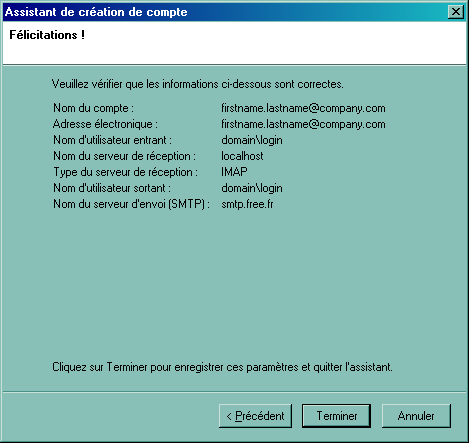 Assistant de création de compte
Félicitations !
Veuillez vérifier que les informations ci-dessous sont correctes.
Nom du compte : firstname.lastname@company.com
Adresse électronique : firstname.lastname@company.com
Nom d'utilisateur entrant : domain\login
Nom du serveur de réception : localhost
Type du serveur de réception : IMAP
Nom d'utilisateur sortant : domain\login
Nom du serveur d'envoi (SMTP) : smtp.free.fr
Cliquez sur Terminer pour enregistrer ces paramètres et quitter l'assistant.
< Précédent Terminer Annuler